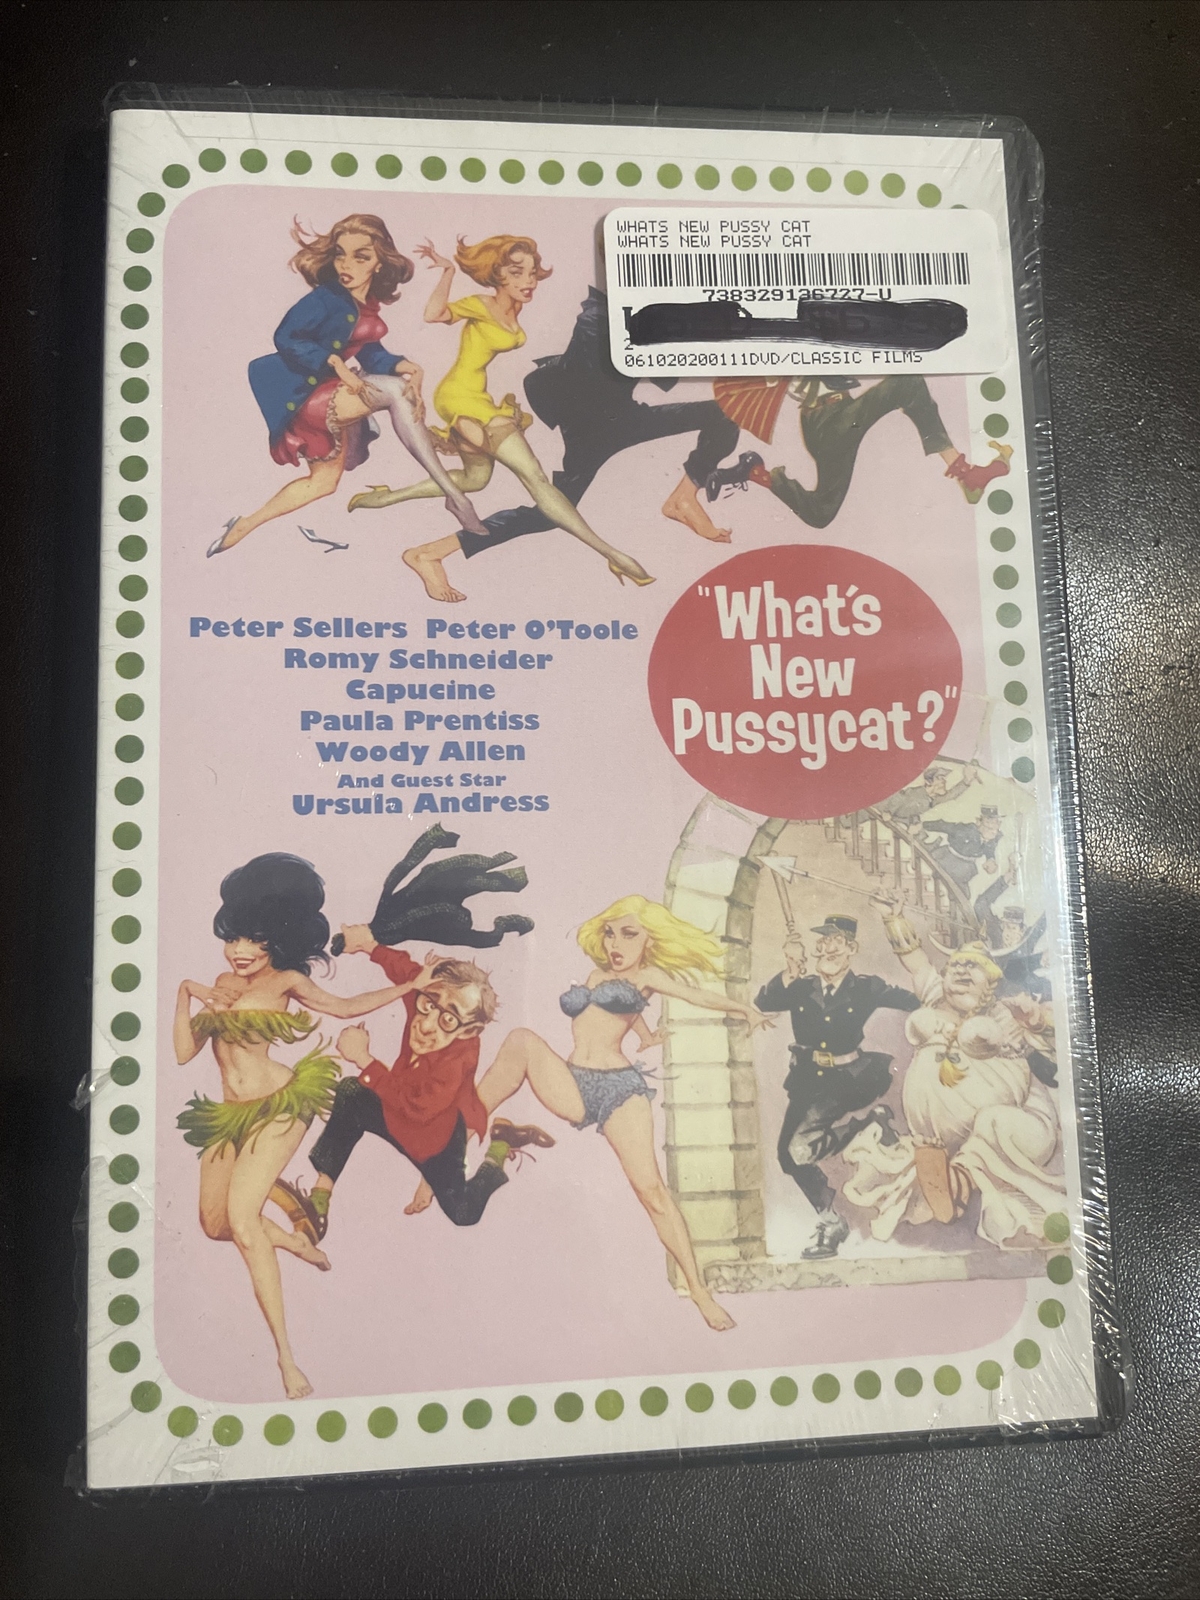 WHATS NEW PUSSY CAT
WHATS NEW PUSSY CAT
738329136727-U
2
061020200111DVD/CLASSIC FILMS
"What's
New
Pussycat?"
Peter Sellers Peter O'Toole
Romy Schneider
Capucine
Paula Prentiss
Woody Allen
And Guest Star
Ursula Andress